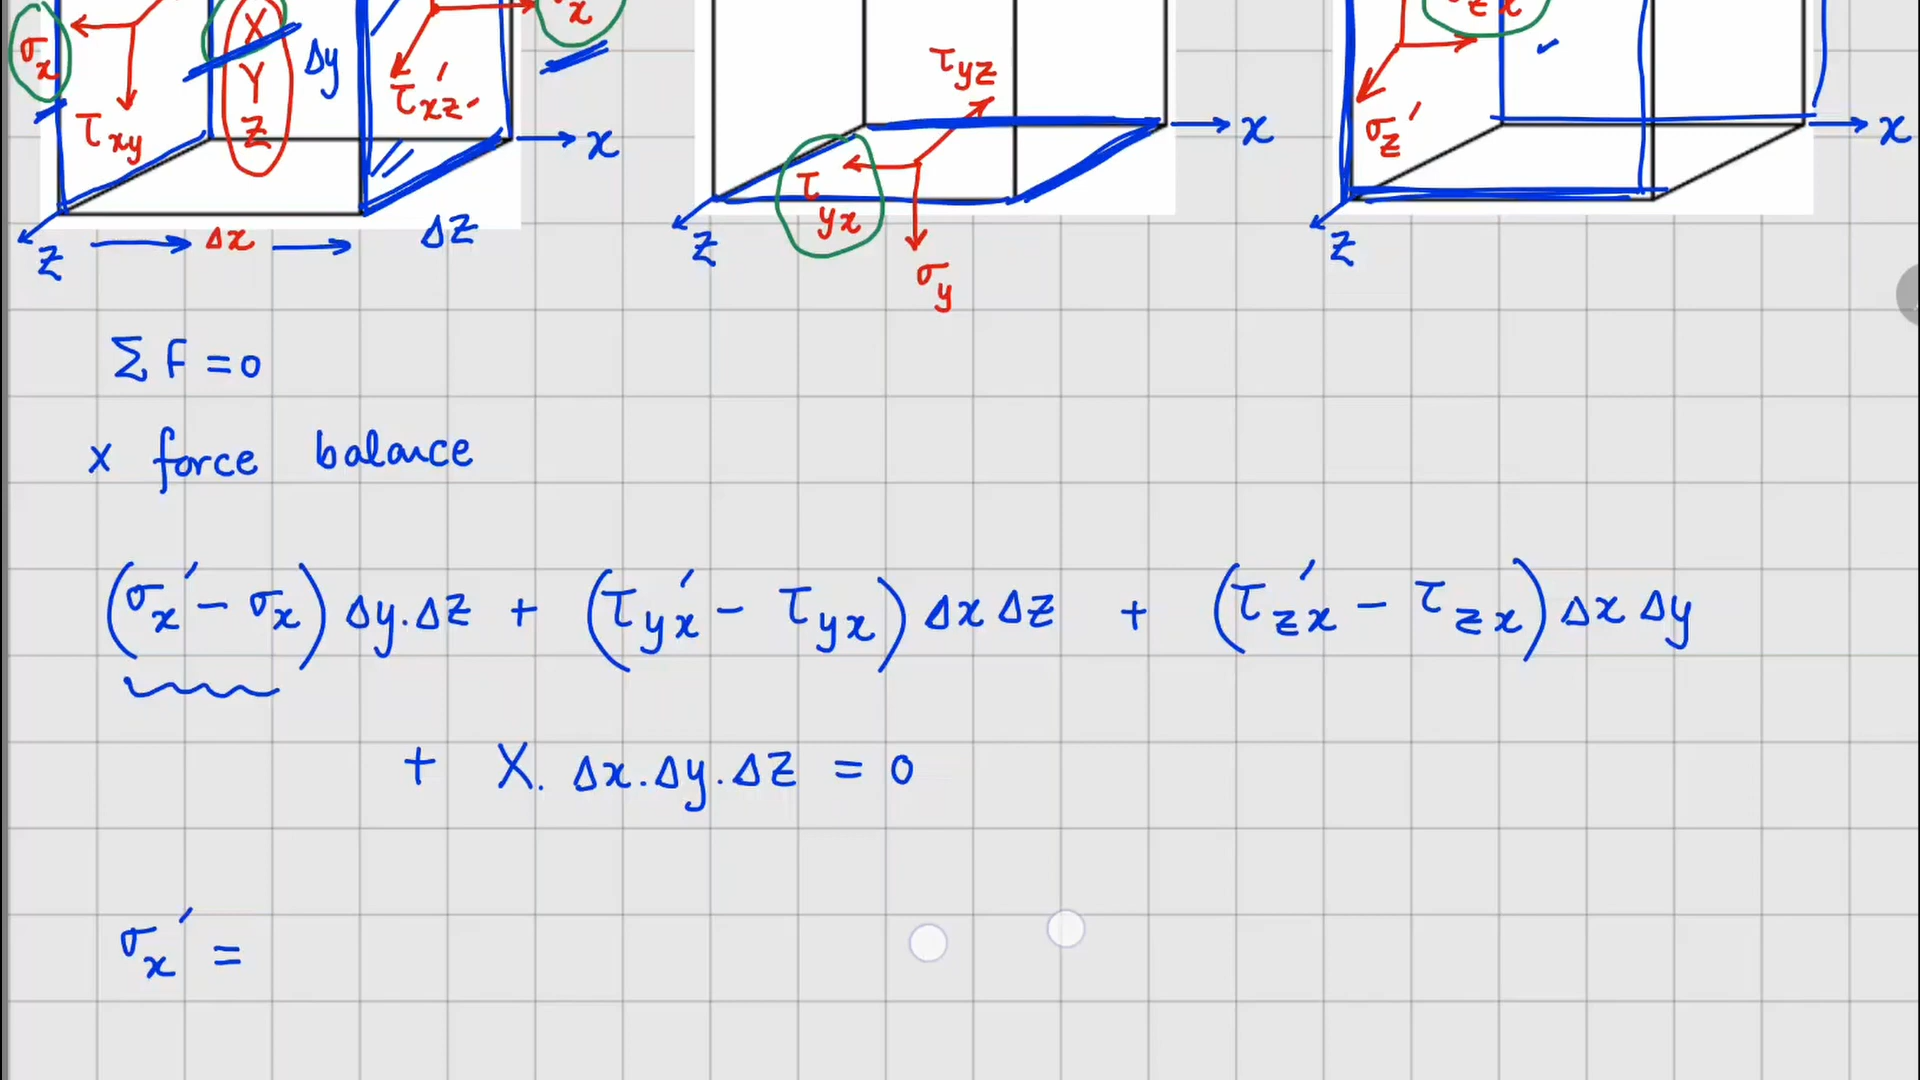 σx
X
Y
Z
Δy
τxy
τxz'
x
x
z
Δx
Δz
τyz
τyx
σy
x
z
τzx
σz'
x
z
Σ F = 0
x force balance
(σx' − σx) Δy.Δz + (τyx' − τyx) Δx Δz + (τzx' − τzx) Δx Δy
+ X. Δx.Δy.Δz = 0
σx' =